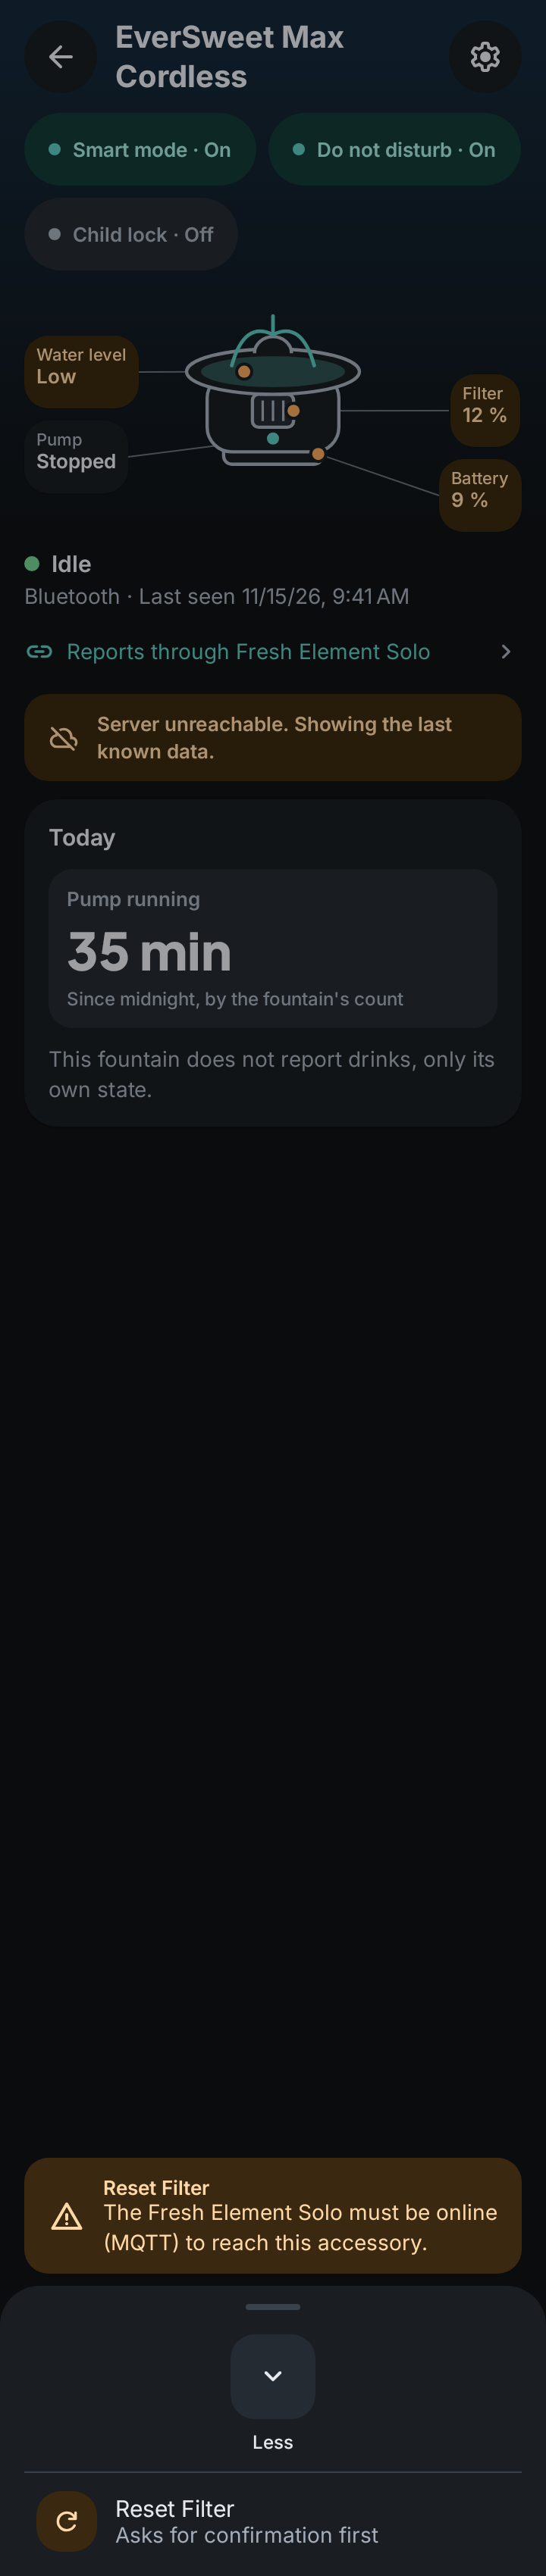 EverSweet Max
Cordless
Smart mode · On
Do not disturb · On
Child lock · Off
Water level
Low
Filter
12 %
Pump
Stopped
Battery
9 %
Idle
Bluetooth · Last seen 11/15/26, 9:41 AM
Reports through Fresh Element Solo
Server unreachable. Showing the last
known data.
Today
Pump running
35 min
Since midnight, by the fountain's count
This fountain does not report drinks, only its
own state.
Reset Filter
The Fresh Element Solo must be online
(MQTT) to reach this accessory.
Less
Reset Filter
Asks for confirmation first